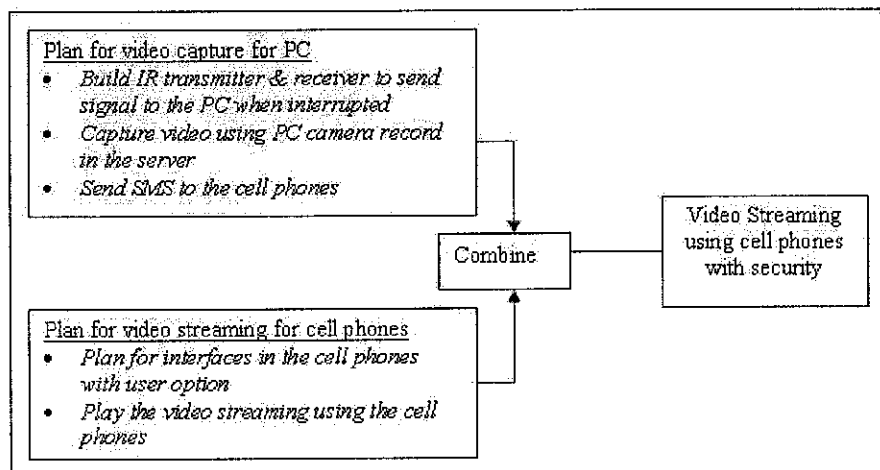 Plan for video capture for PC
• Build IR transmitter & receiver to send
signal to the PC when interrupted
• Capture video using PC camera record
in the server
• Send SMS to the cell phones
Combine
Video Streaming
using cell phones
with security
Plan for video streaming for cell phones
• Plan for interfaces in the cell phones
with user option
• Play the video streaming using the cell
phones